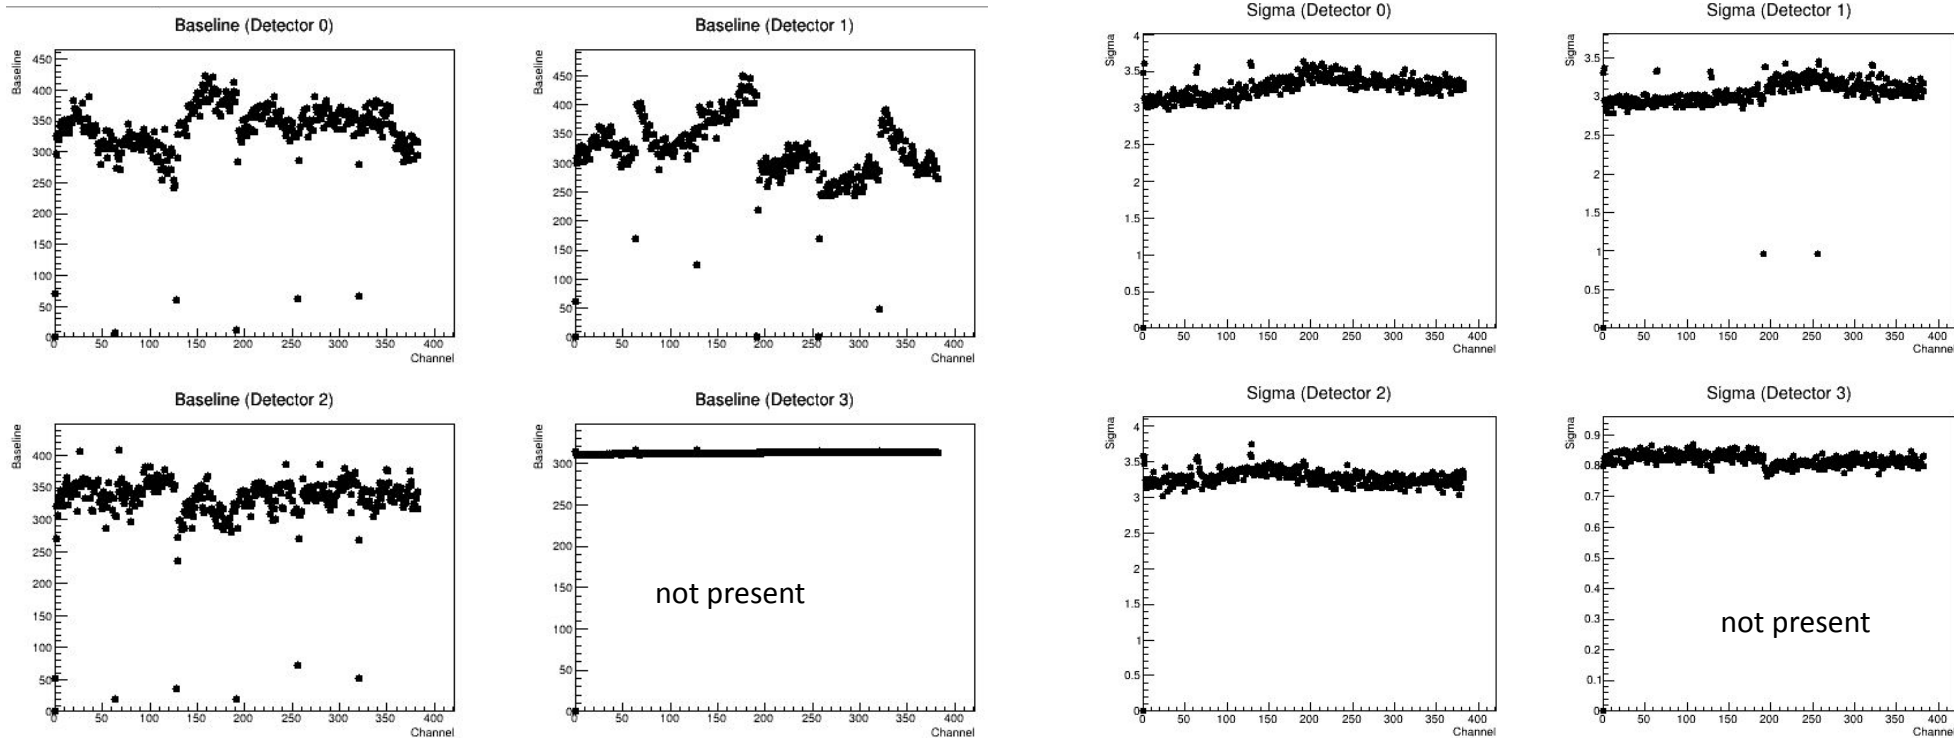 Baseline (Detector 0)
Baseline
450
400
350
300
250
200
150
100
50
0
0 50 100 150 200 250 300 350 400
Channel
Baseline (Detector 1)
Baseline
450
400
350
300
250
200
150
100
50
0
0 50 100 150 200 250 300 350 400
Channel
Sigma (Detector 0)
Sigma
4
3.5
3
2.5
2
1.5
1
0.5
0
0 50 100 150 200 250 300 350 400
Channel
Sigma (Detector 1)
Sigma
3.5
3
2.5
2
1.5
1
0.5
0
0 50 100 150 200 250 300 350 400
Channel
Baseline (Detector 2)
Baseline
400
350
300
250
200
150
100
50
0
0 50 100 150 200 250 300 350 400
Channel
Baseline (Detector 3)
Baseline
300
250
200
150
100
50
0
not present
0 50 100 150 200 250 300 350 400
Channel
Sigma (Detector 2)
Sigma
4
3.5
3
2.5
2
1.5
1
0.5
0
0 50 100 150 200 250 300 350 400
Channel
Sigma (Detector 3)
Sigma
0.9
0.8
0.7
0.6
0.5
0.4
0.3
0.2
0.1
0
not present
0 50 100 150 200 250 300 350 400
Channel